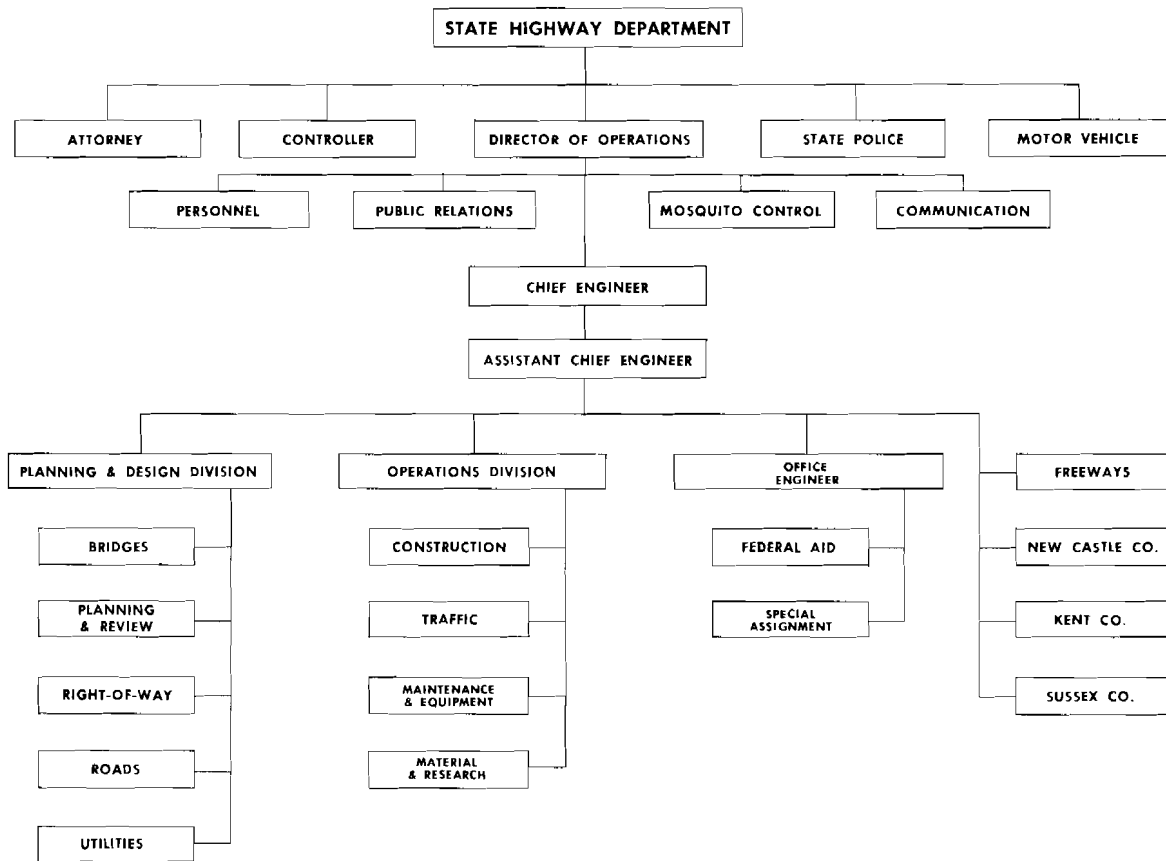 STATE HIGHWAY DEPARTMENT
ATTORNEY
CONTROLLER
DIRECTOR OF OPERATIONS
STATE POLICE
MOTOR VEHICLE
PERSONNEL
PUBLIC RELATIONS
MOSQUITO CONTROL
COMMUNICATION
CHIEF ENGINEER
ASSISTANT CHIEF ENGINEER
PLANNING & DESIGN DIVISION
BRIDGES
PLANNING
& REVIEW
RIGHT-OF-WAY
ROADS
UTILITIES
OPERATIONS DIVISION
CONSTRUCTION
TRAFFIC
MAINTENANCE
& EQUIPMENT
MATERIAL
& RESEARCH
OFFICE
ENGINEER
FEDERAL AID
SPECIAL
ASSIGNMENT
FREEWAYS
NEW CASTLE CO.
KENT CO.
SUSSEX CO.